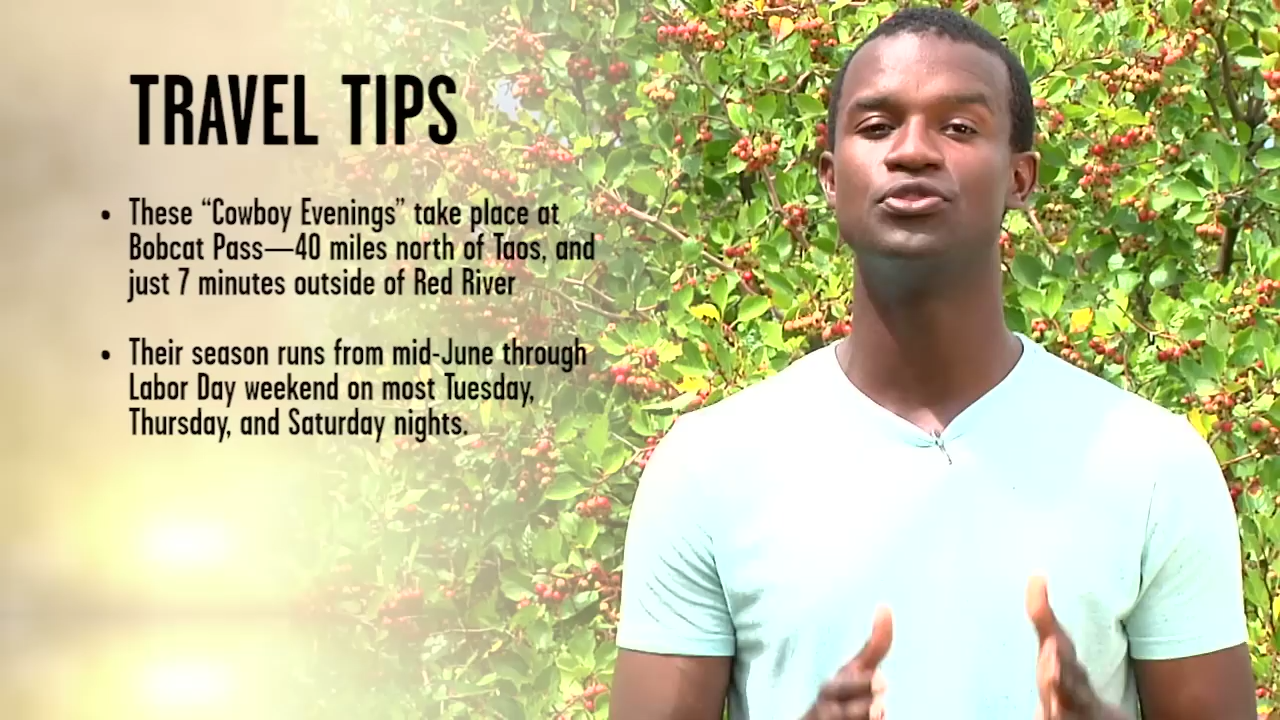 TRAVEL TIPS
• These “Cowboy Evenings” take place at
Bobcat Pass—40 miles north of Taos, and
just 7 minutes outside of Red River
• Their season runs from mid-June through
Labor Day weekend on most Tuesday,
Thursday, and Saturday nights.